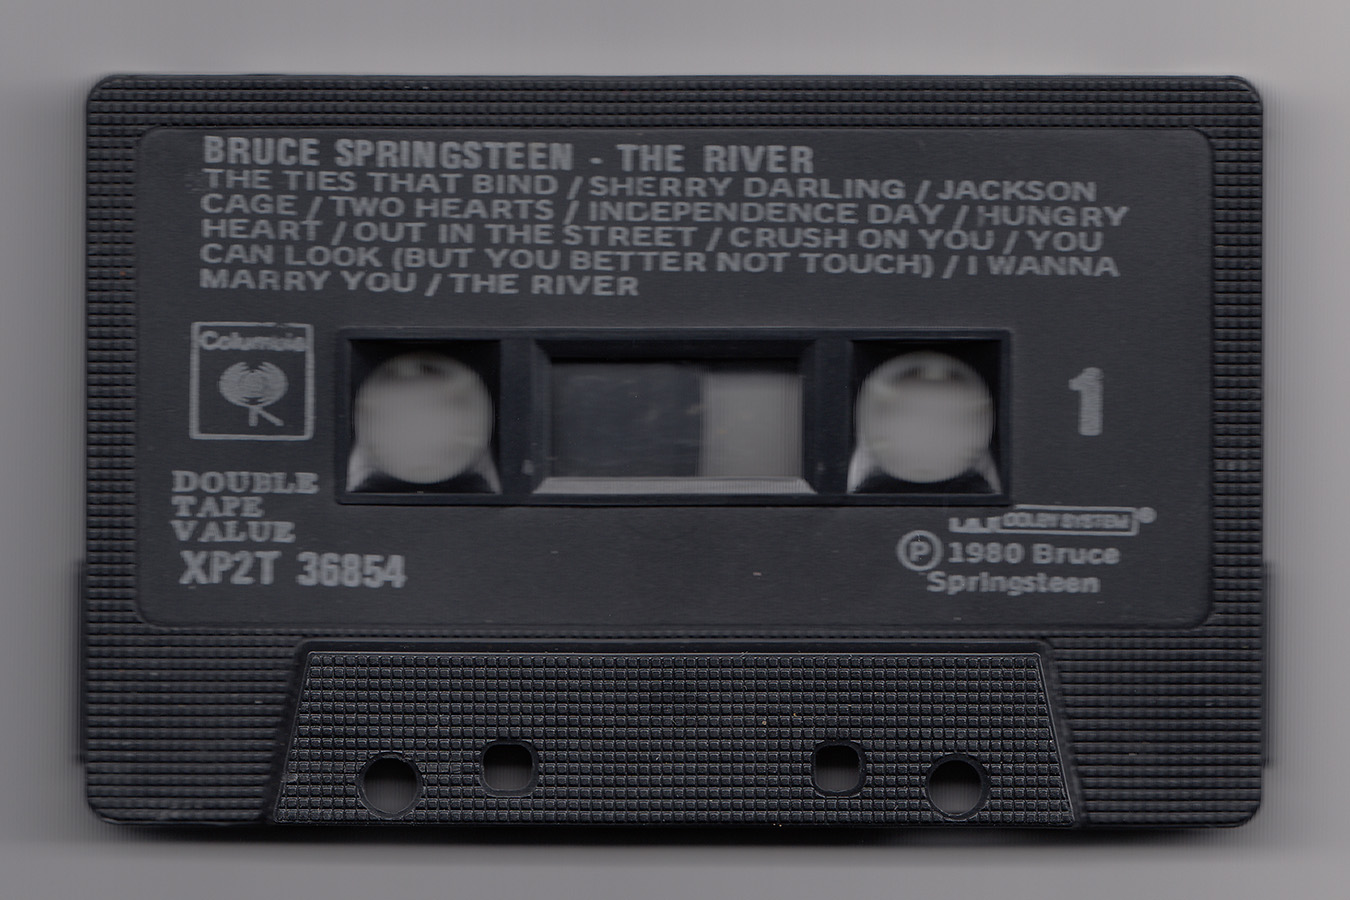 BRUCE SPRINGSTEEN - THE RIVER
THE TIES THAT BIND / SHERRY DARLING / JACKSON
CAGE / TWO HEARTS / INDEPENDENCE DAY / HUNGRY
HEART / OUT IN THE STREET / CRUSH ON YOU / YOU
CAN LOOK (BUT YOU BETTER NOT TOUCH) / I WANNA
MARRY YOU / THE RIVER
Columbia
1
DOUBLE
TAPE
VALUE
XP2T 36854
DOLBY SYSTEM ®
Ⓟ 1980 Bruce
Springsteen